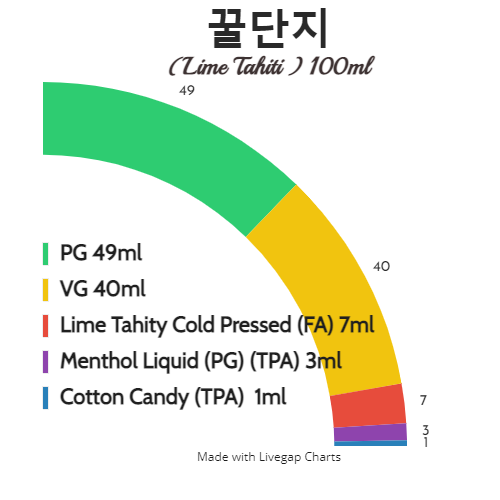 꿀단지
(Lime Tahiti ) 100ml
49
40
PG 49ml
VG 40ml
Lime Tahity Cold Pressed (FA) 7ml
Menthol Liquid (PG) (TPA) 3ml
Cotton Candy (TPA)  1ml
7
3
1
Made with Livegap Charts